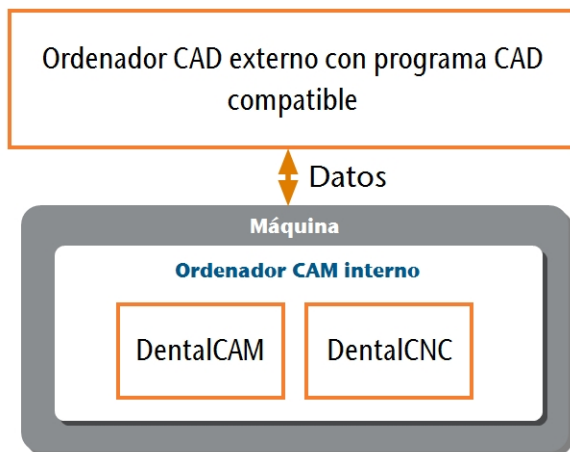 Ordenador CAD externo con programa CAD
compatible
Datos
Máquina
Ordenador CAM interno
DentalCAM
DentalCNC